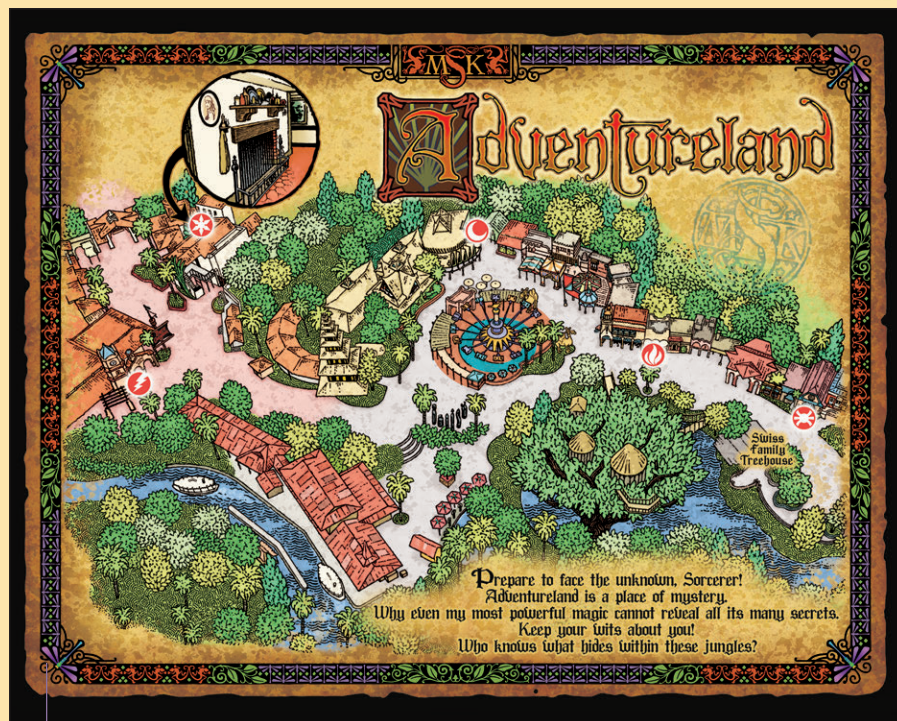 MSK
Adventureland
Swiss
Family
Treehouse
Prepare to face the unknown, Sorcerer!
Adventureland is a place of mystery.
Why even my most powerful magic cannot reveal all its many secrets.
Keep your wits about you!
Who knows what hides within these jungles?